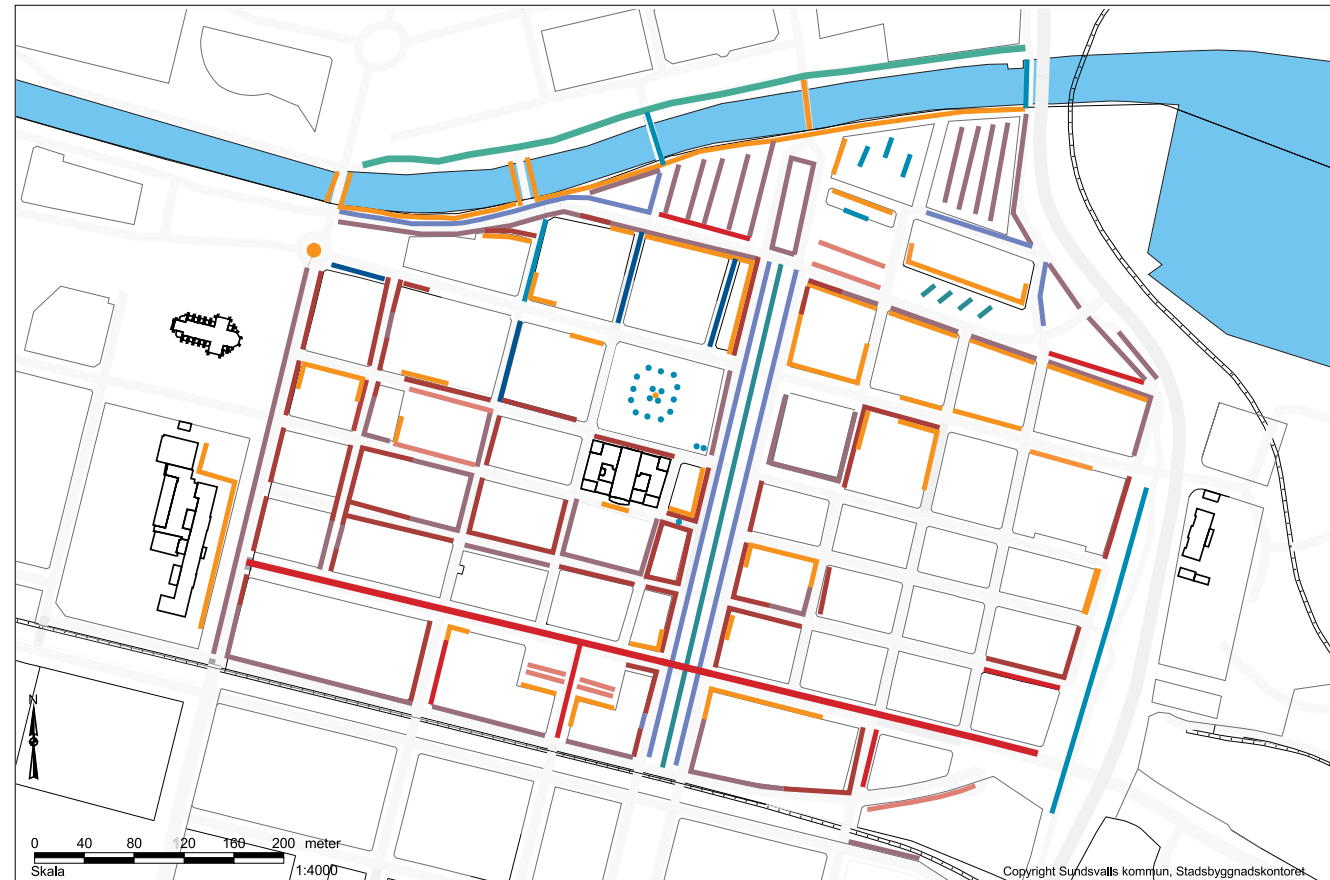 N
0 40 80 120 160 200 meter
Skala 1:4000
Copyright Sundsvalls kommun, Stadsbyggnadskontoret